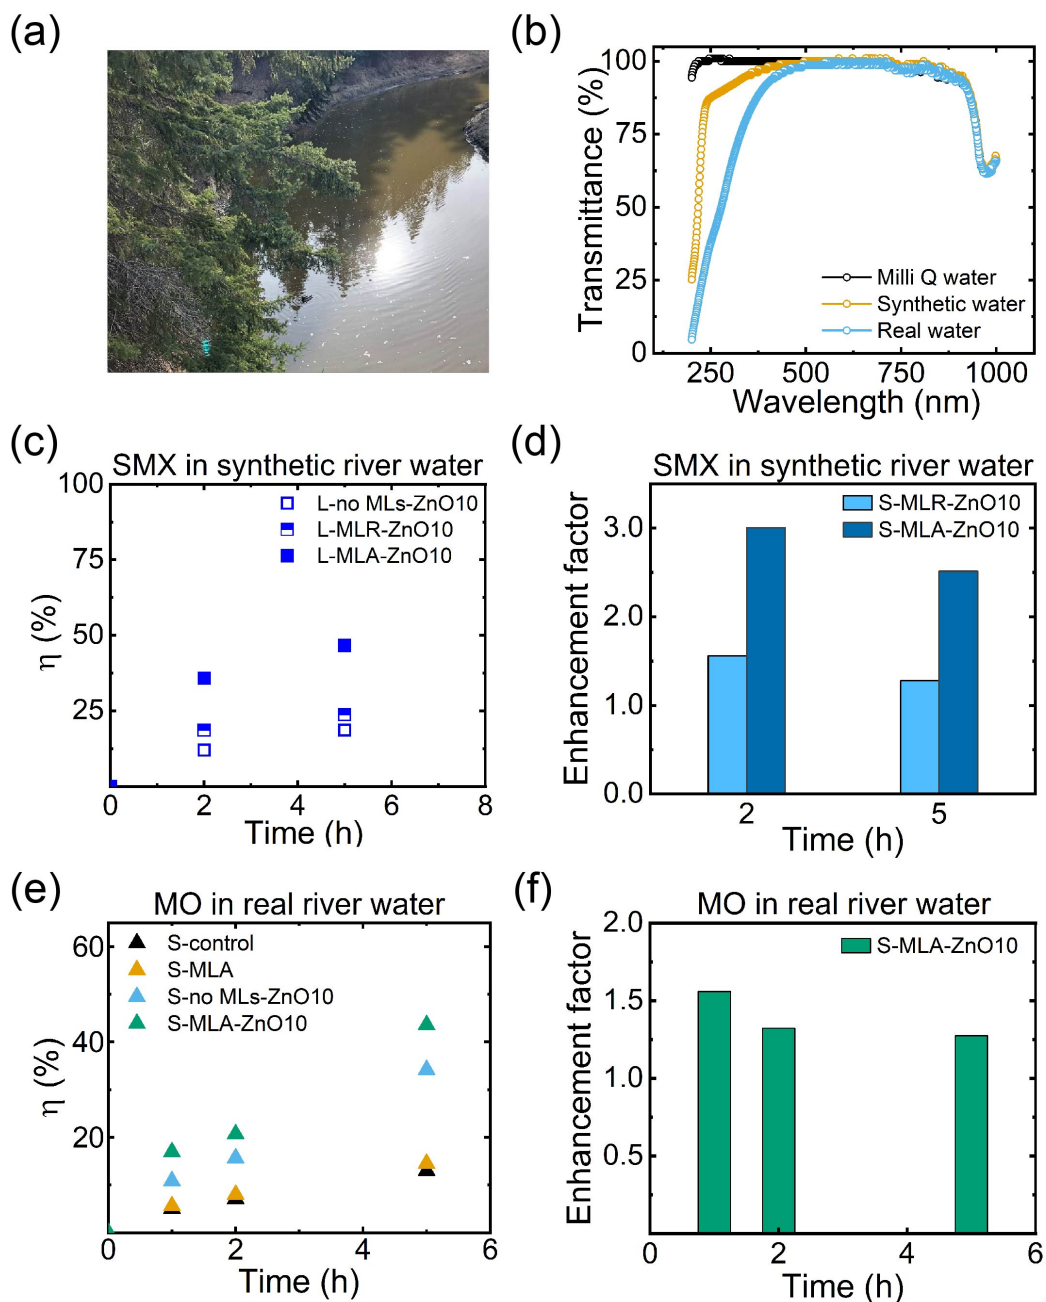 (a)
(b)
Transmittance (%)
100
75
50
25
0
Milli Q water
Synthetic water
Real water
250 500 750 1000
Wavelength (nm)
(c)
SMX in synthetic river water
η (%)
100
75
50
25
L-no MLs-ZnO10
L-MLR-ZnO10
L-MLA-ZnO10
0 2 4 6 8
Time (h)
(d)
SMX in synthetic river water
Enhancement factor
3.0
2.0
1.0
0.0
S-MLR-ZnO10
S-MLA-ZnO10
2 5
Time (h)
(e)
MO in real river water
η (%)
60
40
20
S-control
S-MLA
S-no MLs-ZnO10
S-MLA-ZnO10
0 2 4 6
Time (h)
(f)
MO in real river water
Enhancement factor
2.0
1.5
1.0
0.5
S-MLA-ZnO10
0 2 4 6
Time (h)